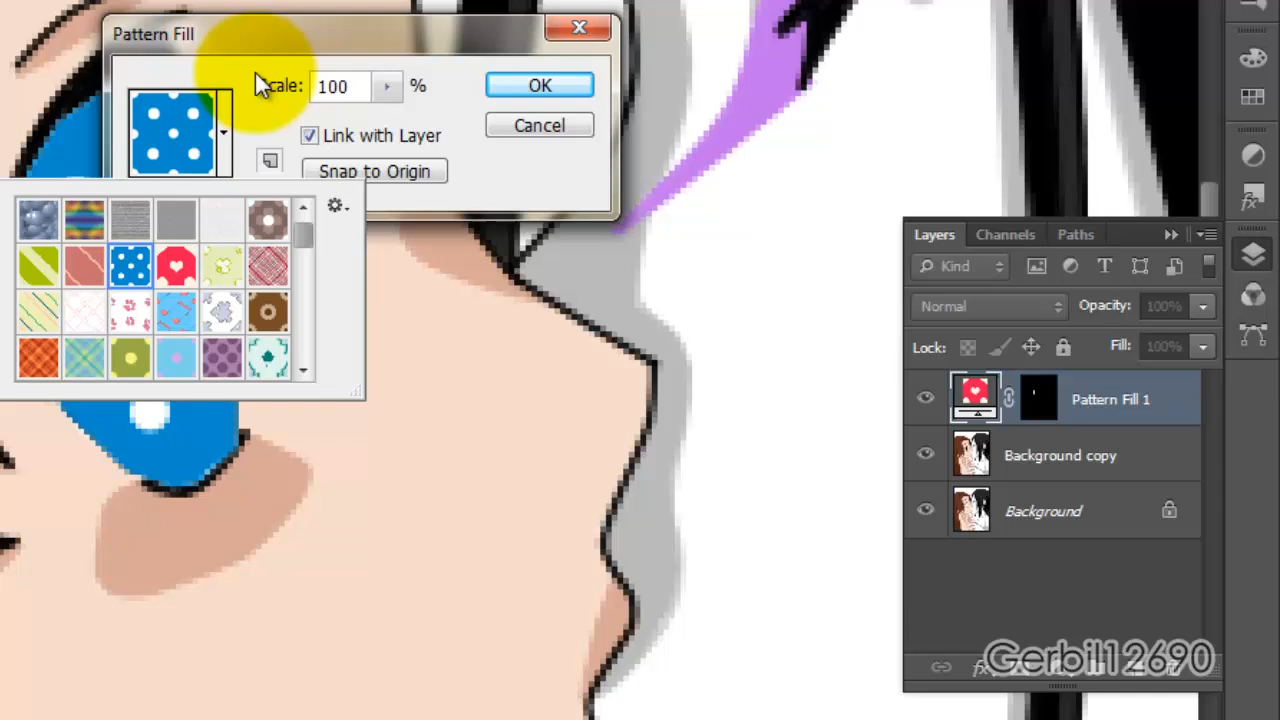 Pattern Fill
Scale: 100 %
OK
Link with Layer
Cancel
Snap to Origin
Layers Channels Paths
Kind
Normal Opacity: 100%
Lock: Fill: 100%
Pattern Fill 1
Background copy
Background
Gerbil12690